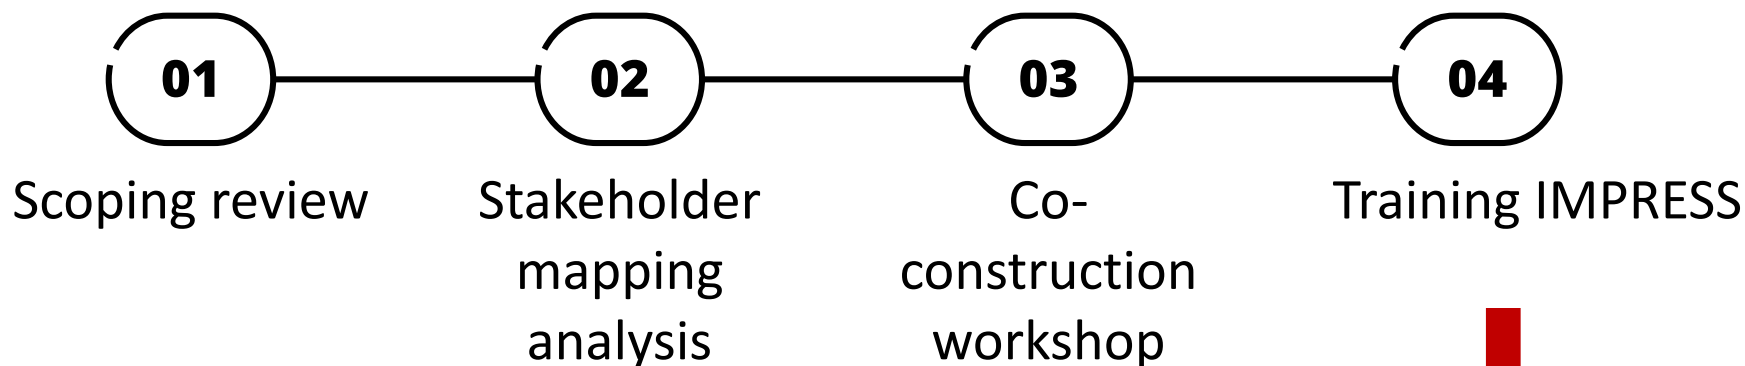 01
02
03
04
Scoping review
Stakeholder
mapping
analysis
Co-
construction
workshop
Training IMPRESS